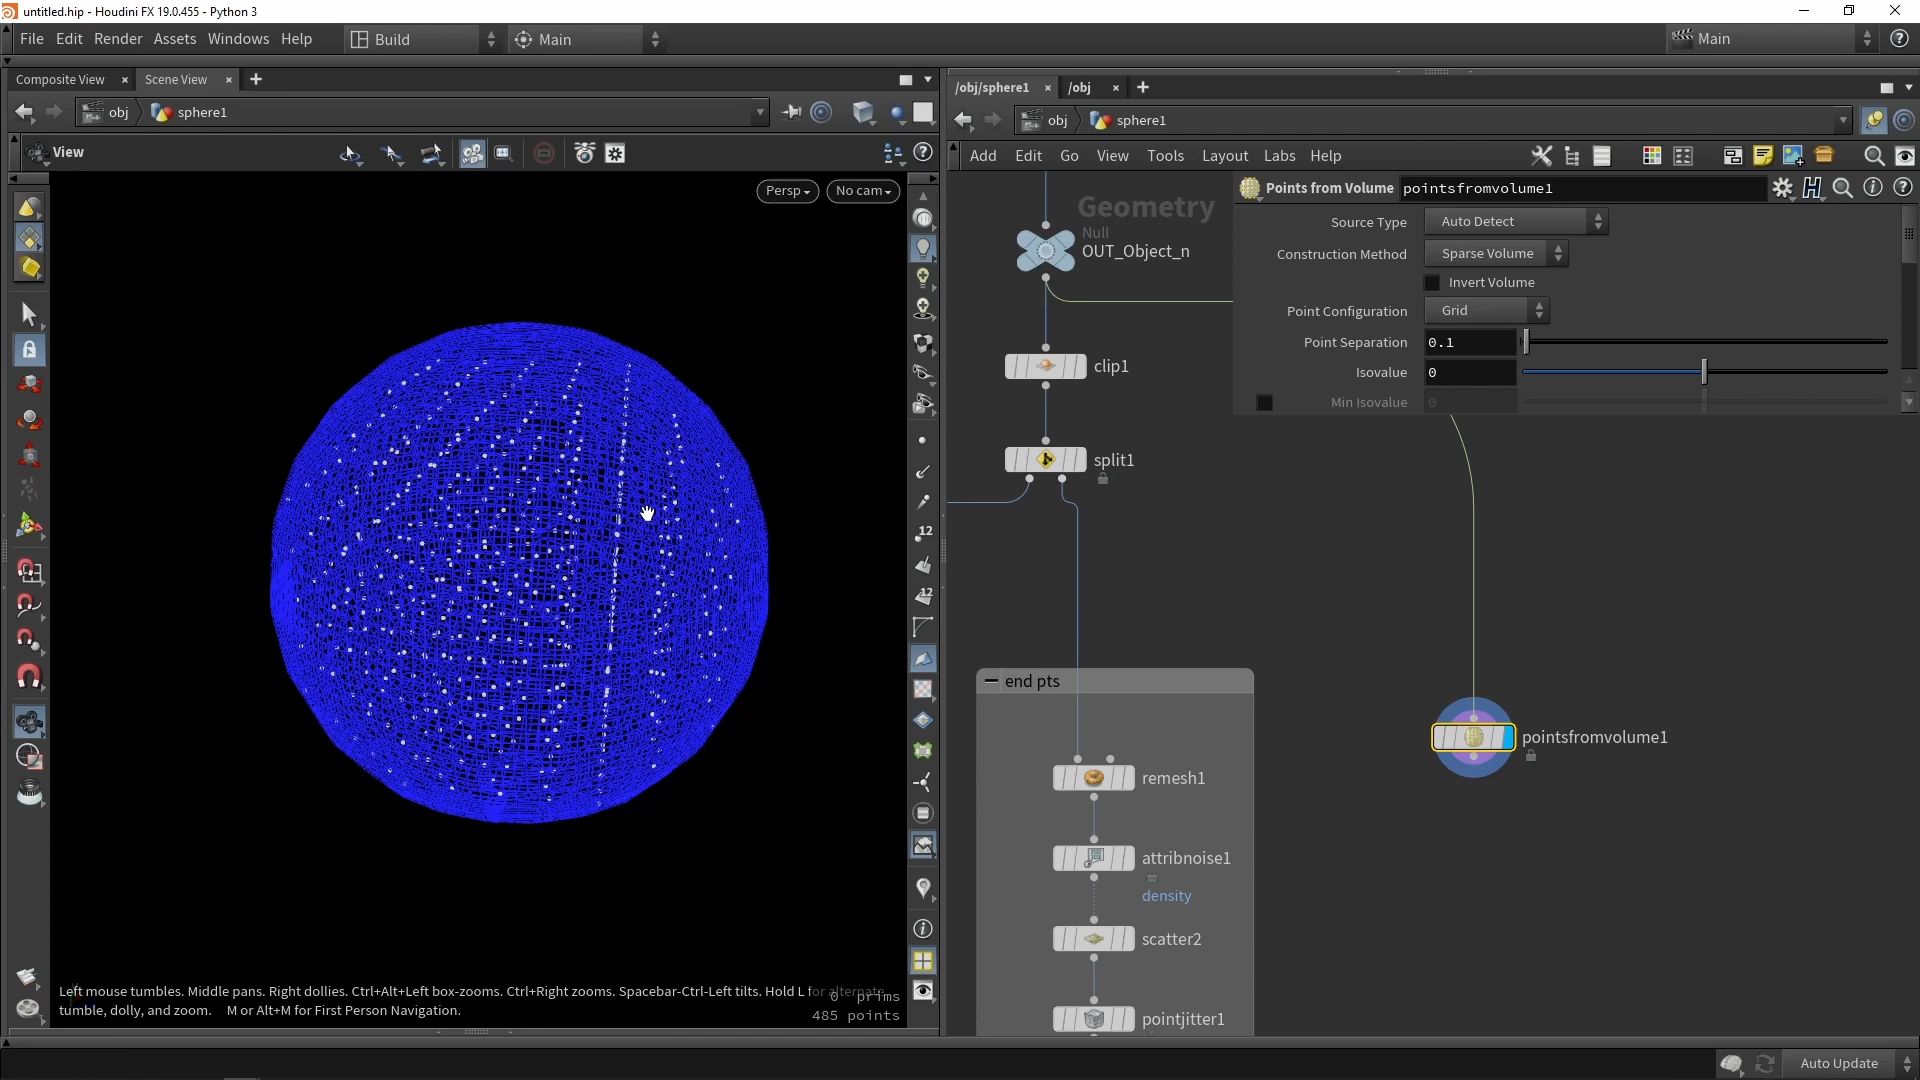 untitled.hip - Houdini FX 19.0.455 - Python 3
File Edit Render Assets Windows Help
Build
Main
Main
Composite View
Scene View
obj
sphere1
View
Persp
No cam
12
12
Left mouse tumbles. Middle pans. Right dollies. Ctrl+Alt+Left box-zooms. Ctrl+Right zooms. Spacebar-Ctrl-Left tilts. Hold L for alternate
tumble, dolly, and zoom. M or Alt+M for First Person Navigation.
0 prims
485 points
/obj/sphere1
/obj
obj
sphere1
Add Edit Go View Tools Layout Labs Help
Geometry
Null
OUT_Object_n
Points from Volume pointsfromvolume1
Source Type Auto Detect
Construction Method Sparse Volume
Invert Volume
Point Configuration Grid
Point Separation 0.1
Isovalue 0
Min Isovalue 0
clip1
split1
end pts
pointsfromvolume1
remesh1
attribnoise1
density
scatter2
pointjitter1
Auto Update